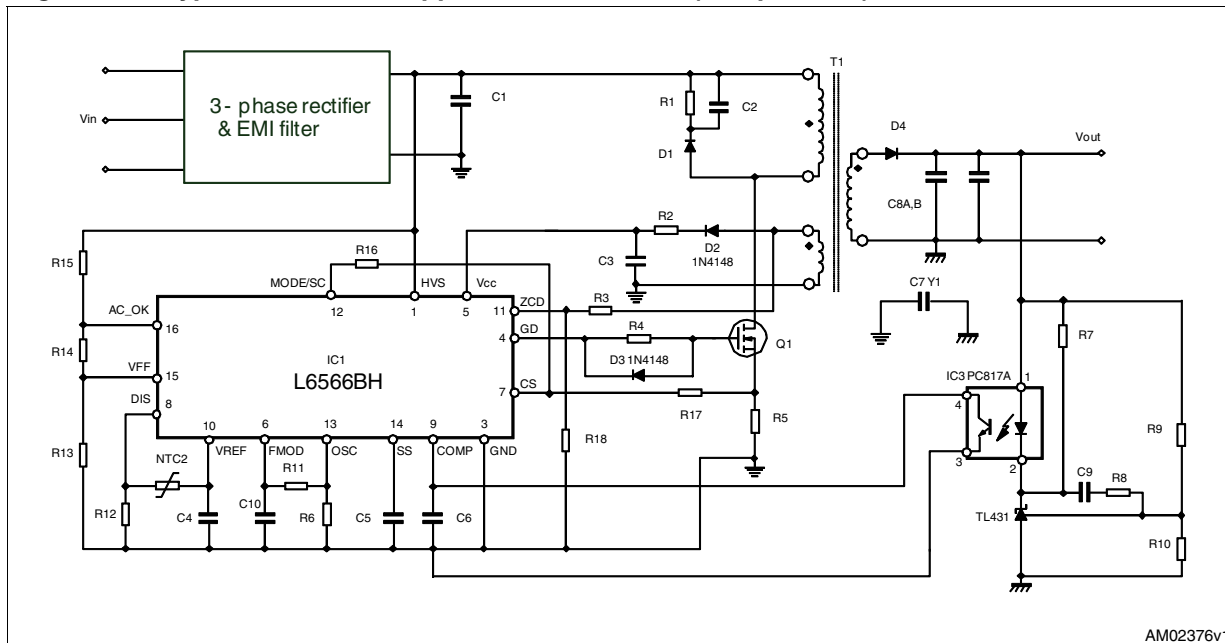 T1
C1
R1
C2
3- phase rectifier
& EMI filter
Vin
D1
D4
Vout
C8A,B
R2
D2
1N4148
R16
R15
C3
C7 Y1
MODE/SC
HVS
Vcc
ZCD
R3
12
1
5
11
AC_OK
16
GD
4
R4
R7
R14
IC1
L6566BH
D3 1N4148
Q1
VFF
15
IC3 PC817A
1
DIS
8
CS
7
4
R17
R5
R9
10
6
13
14
9
3
VREF
FMOD
OSC
SS
COMP
GND
R18
R13
NTC2
R11
3
2
C9
R8
R12
C4
C10
R6
C5
C6
TL431
R10
AM02376v1